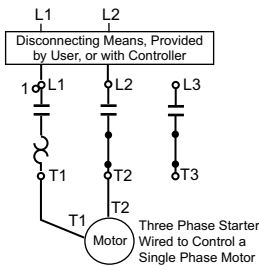 L1 L2
Disconnecting Means, Provided
by User, or with Controller
1 L1 L2 L3
T1 T2 T3
T1 T2
Motor
Three Phase Starter
Wired to Control a
Single Phase Motor